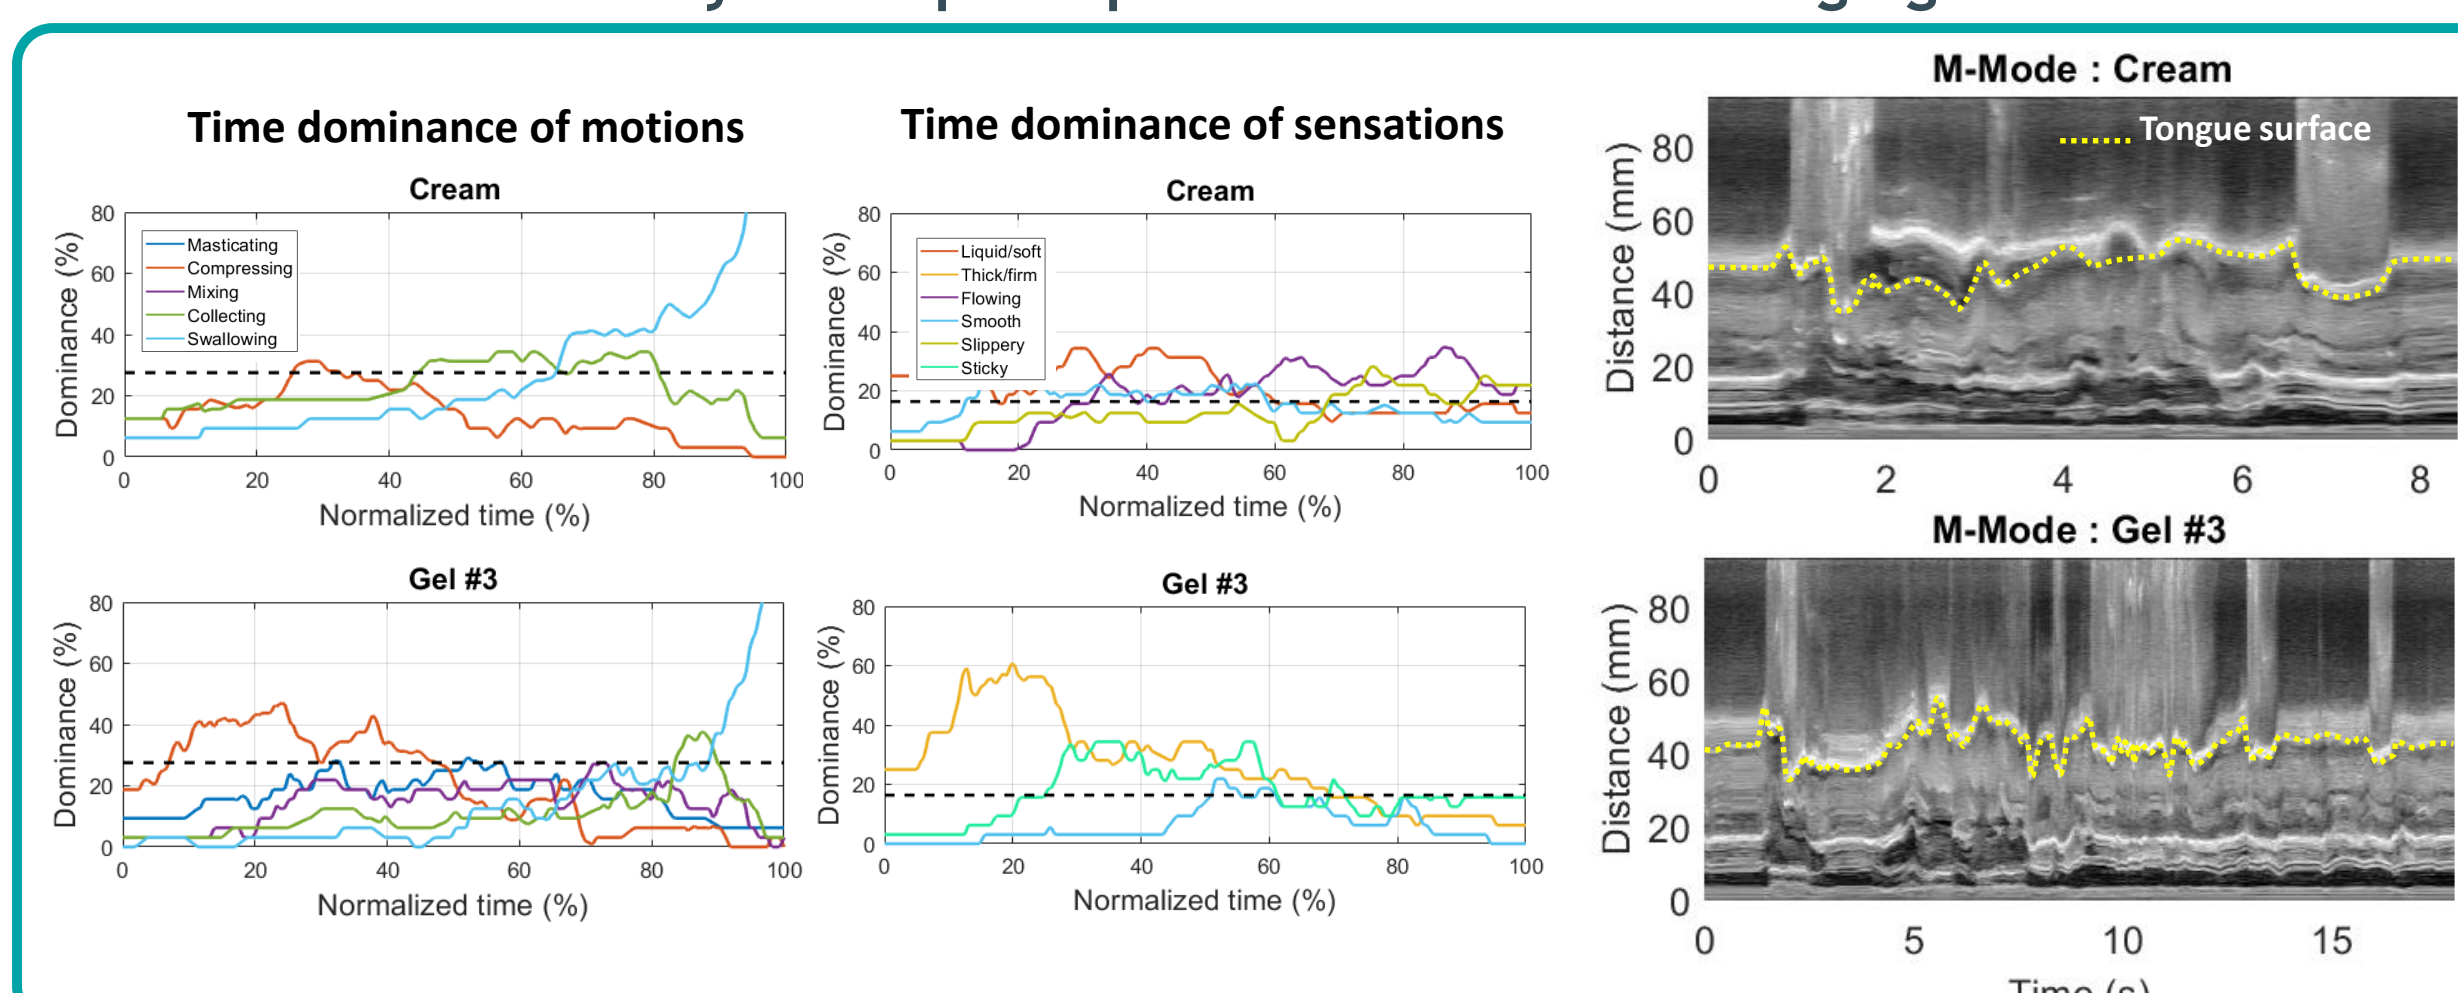 Time dominance of motions
Cream
80
60
40
20
0
Dominance (%)
Masticating
Compressing
Mixing
Collecting
Swallowing
0 20 40 60 80 100
Normalized time (%)
Gel #3
80
60
40
20
0
Dominance (%)
0 20 40 60 80 100
Normalized time (%)
Time dominance of sensations
Cream
80
60
40
20
0
Dominance (%)
Liquid/soft
Thick/firm
Flowing
Smooth
Slippery
Sticky
0 20 40 60 80 100
Normalized time (%)
Gel #3
80
60
40
20
0
Dominance (%)
0 20 40 60 80 100
Normalized time (%)
M-Mode : Cream
Tongue surface
80
60
40
20
0
Distance (mm)
0 2 4 6 8
M-Mode : Gel #3
80
60
40
20
0
Distance (mm)
0 5 10 15
Time (s)